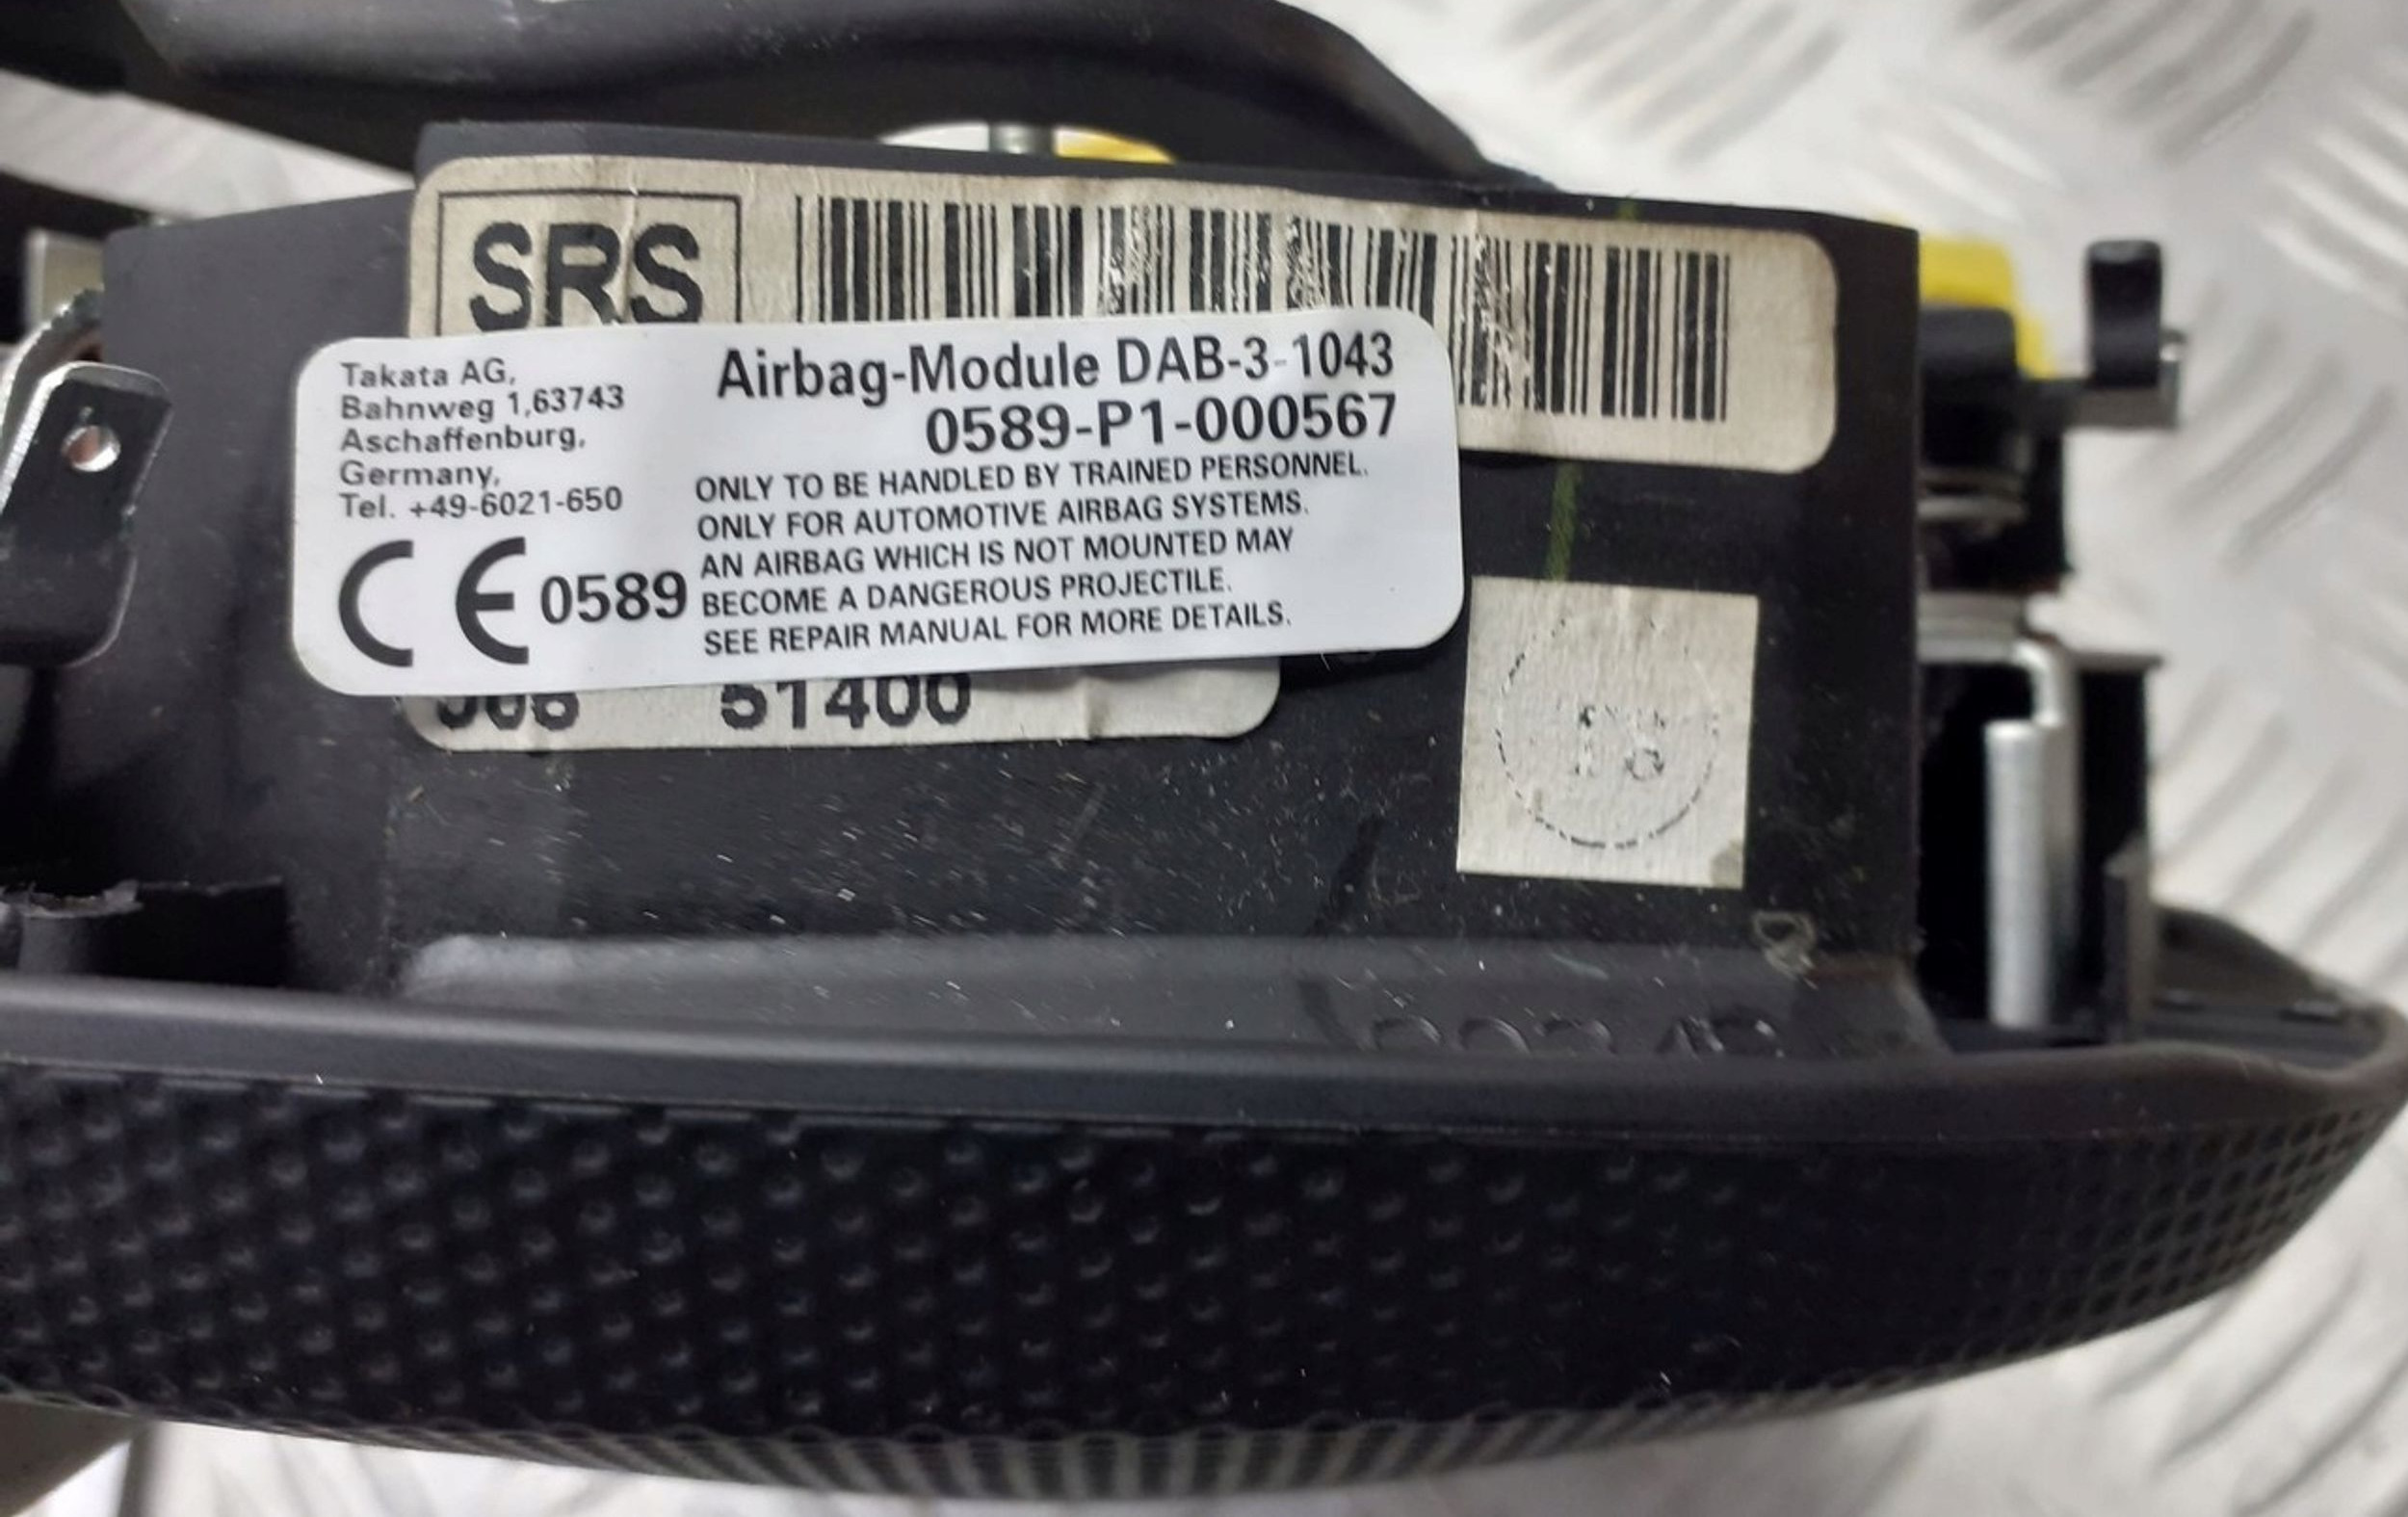 SRS
Takata AG,
Bahnweg 1,63743
Aschaffenburg,
Germany,
Tel. +49-6021-650
CE 0589
Airbag-Module DAB-3-1043
0589-P1-000567
ONLY TO BE HANDLED BY TRAINED PERSONNEL.
ONLY FOR AUTOMOTIVE AIRBAG SYSTEMS.
AN AIRBAG WHICH IS NOT MOUNTED MAY
BECOME A DANGEROUS PROJECTILE.
SEE REPAIR MANUAL FOR MORE DETAILS.
51400